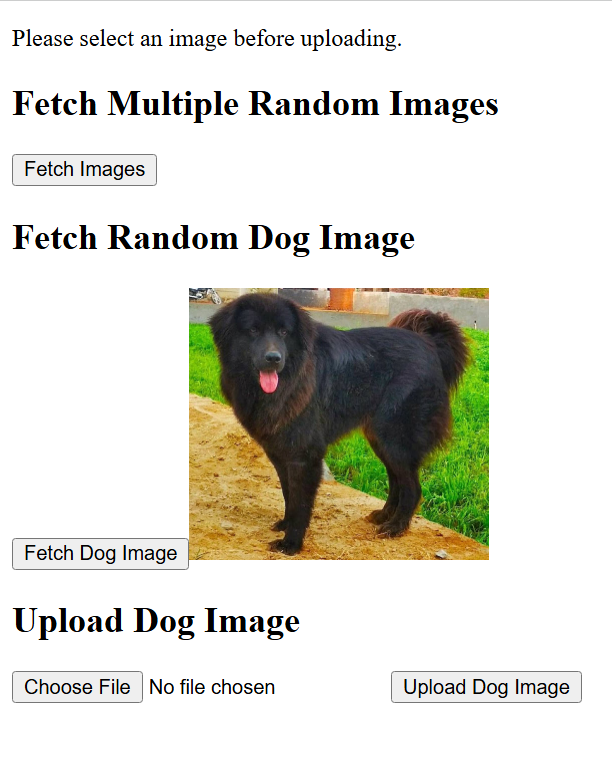 Please select an image before uploading.
Fetch Multiple Random Images
Fetch Images
Fetch Random Dog Image
Fetch Dog Image
Upload Dog Image
Choose File No file chosen Upload Dog Image